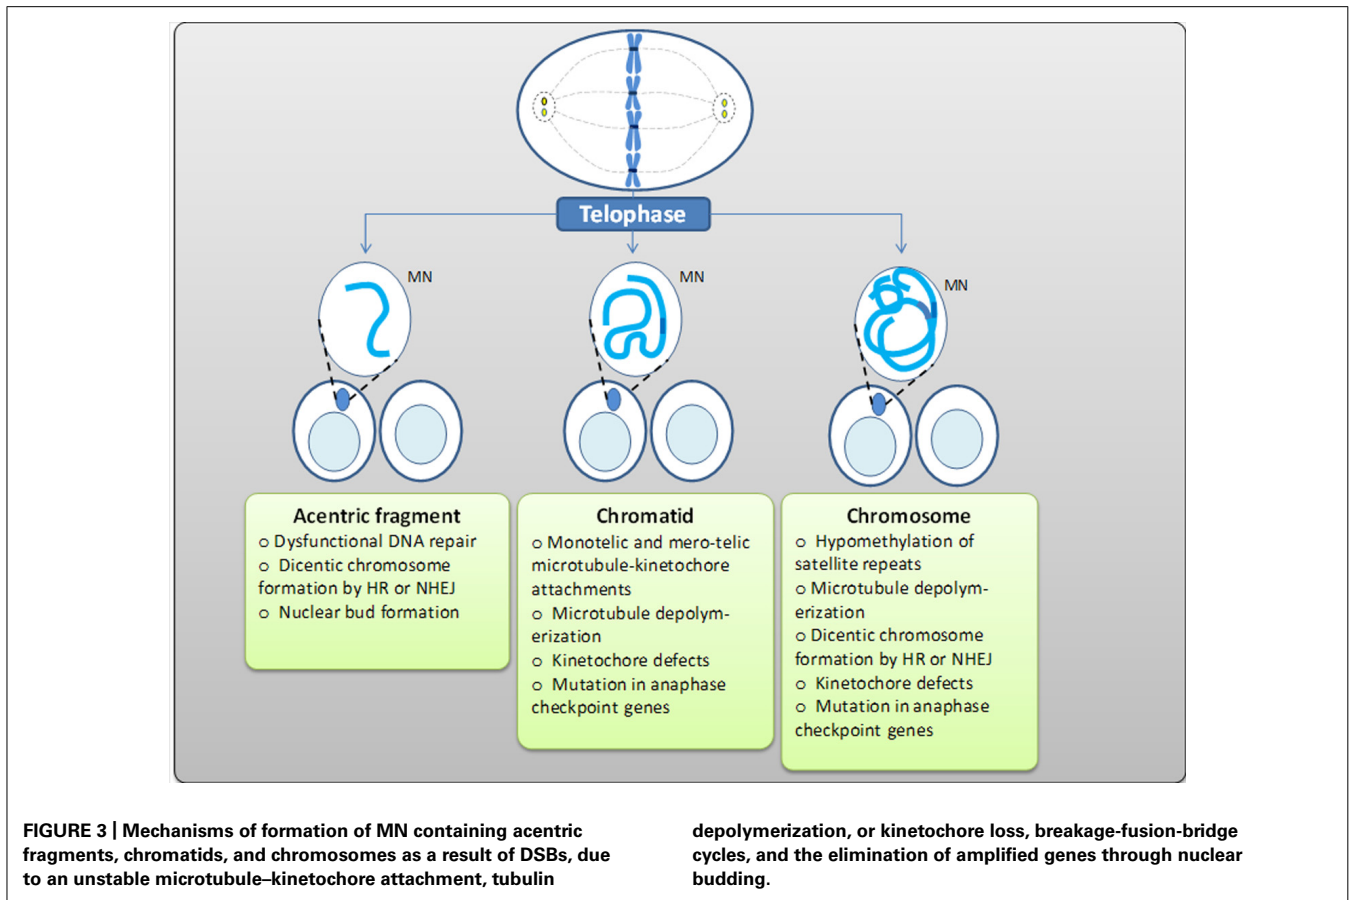 Telophase
MN
MN
MN
Acentric fragment
o Dysfunctional DNA repair
o Dicentic chromosome
formation by HR or NHEJ
o Nuclear bud formation
Chromatid
o Monotelic and mero-telic
microtubule-kinetochore
attachments
o Microtubule depolym-
erization
o Kinetochore defects
o Mutation in anaphase
checkpoint genes
Chromosome
o Hypomethylation of
satellite repeats
o Microtubule depolym-
erization
o Dicentic chromosome
formation by HR or NHEJ
o Kinetochore defects
o Mutation in anaphase
checkpoint genes
FIGURE 3 | Mechanisms of formation of MN containing acentric
fragments, chromatids, and chromosomes as a result of DSBs, due
to an unstable microtubule–kinetochore attachment, tubulin
depolymerization, or kinetochore loss, breakage-fusion-bridge
cycles, and the elimination of amplified genes through nuclear
budding.